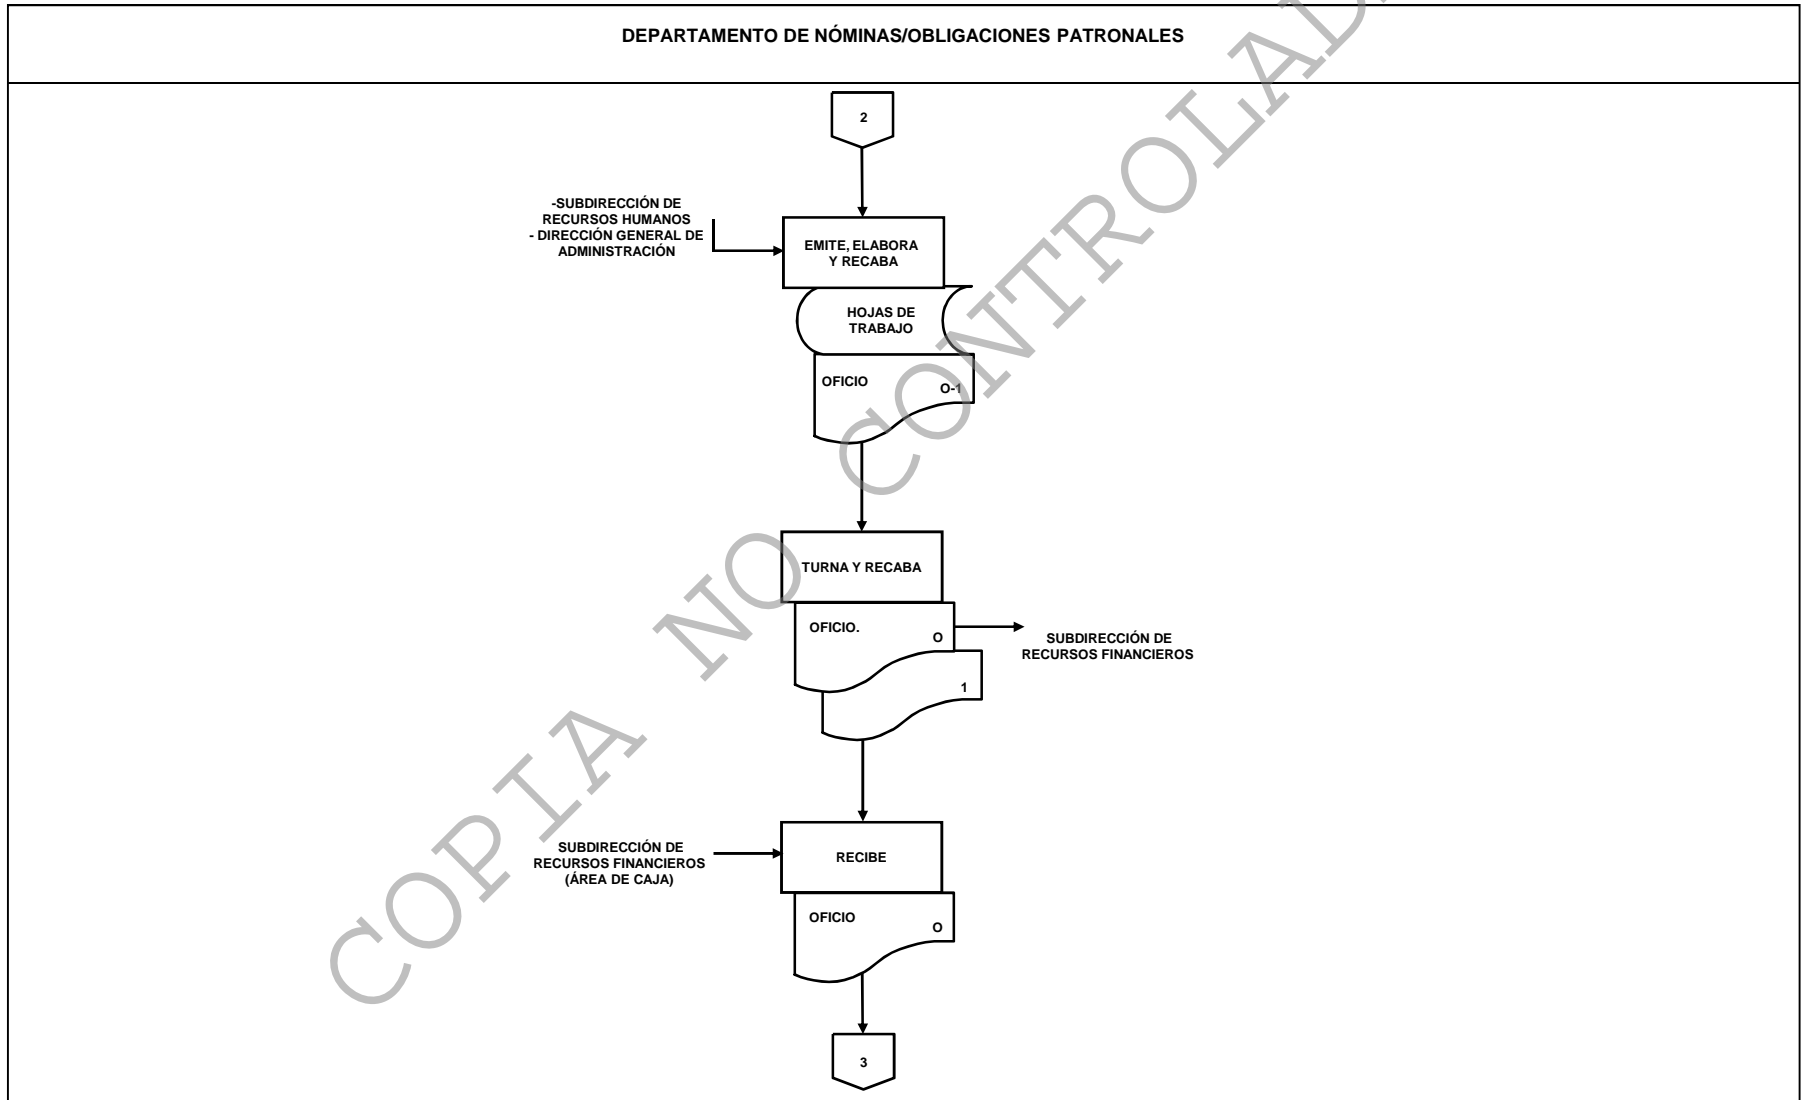 DEPARTAMENTO DE NÓMINAS/OBLIGACIONES PATRONALES
2
-SUBDIRECCIÓN DE
RECURSOS HUMANOS
- DIRECCIÓN GENERAL DE
ADMINISTRACIÓN
EMITE, ELABORA
Y RECABA
HOJAS DE
TRABAJO
OFICIO
O-1
TURNA Y RECABA
OFICIO.
O
SUBDIRECCIÓN DE
RECURSOS FINANCIEROS
1
SUBDIRECCIÓN DE
RECURSOS FINANCIEROS
(ÁREA DE CAJA)
RECIBE
OFICIO
O
3
COPIA NO CONTROLAD